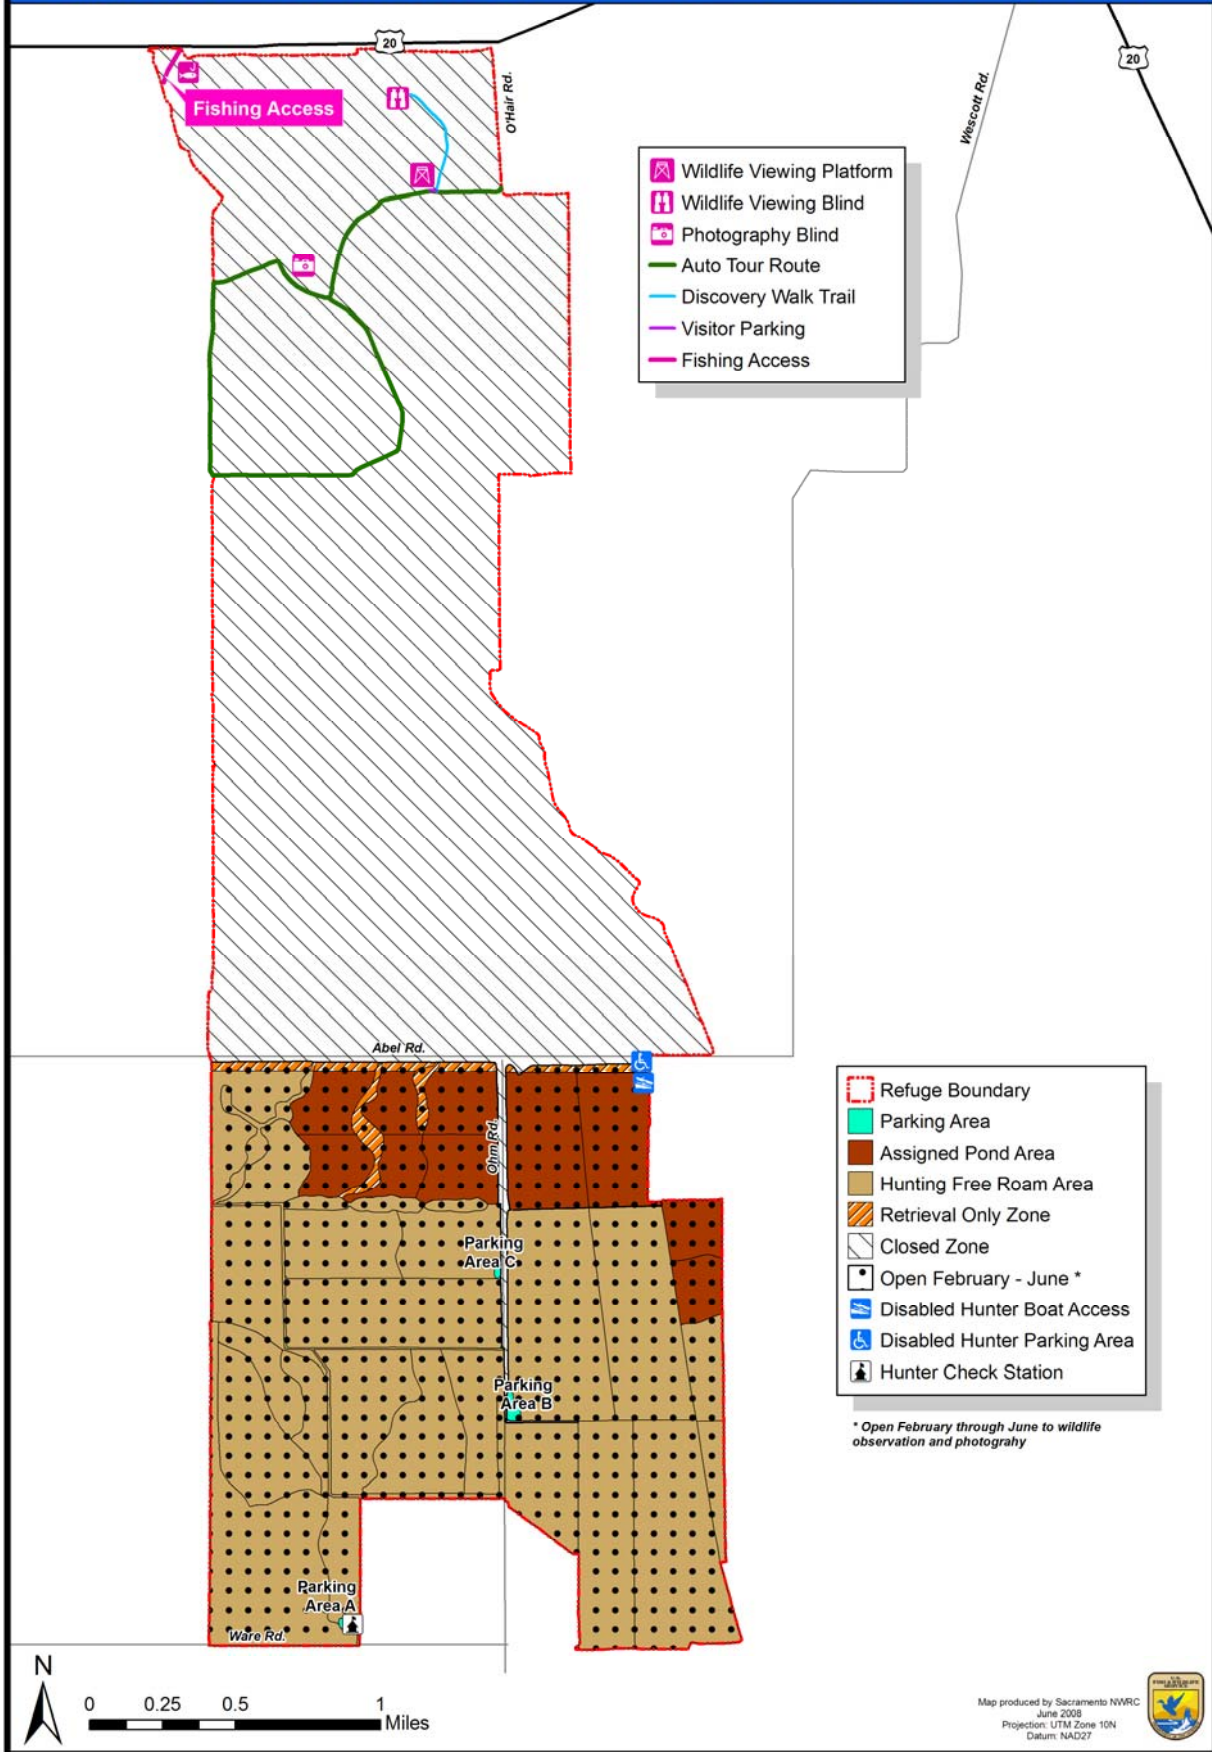 20
20
Fishing Access
O'Hair Rd.
Wescott Rd.
Wildlife Viewing Platform
Wildlife Viewing Blind
Photography Blind
Auto Tour Route
Discovery Walk Trail
Visitor Parking
Fishing Access
Abel Rd.
Ohm Rd.
Refuge Boundary
Parking Area
Assigned Pond Area
Hunting Free Roam Area
Retrieval Only Zone
Closed Zone
Open February - June *
Disabled Hunter Boat Access
Disabled Hunter Parking Area
Hunter Check Station
Parking
Area C
Parking
Area B
* Open February through June to wildlife
observation and photograhy
Parking
Area A
Ware Rd.
N
0 0.25 0.5 1
Miles
Map produced by Sacramento NWRC
June 2008
Projection: UTM Zone 10N
Datum: NAD27
U.S.
FISH & WILDLIFE
SERVICE